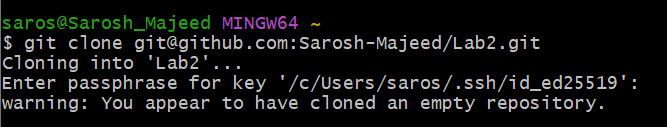 saros@Sarosh_Majeed MINGW64 ~
$ git clone git@github.com:Sarosh-Majeed/Lab2.git
Cloning into 'Lab2'...
Enter passphrase for key '/c/Users/saros/.ssh/id_ed25519':
warning: You appear to have cloned an empty repository.